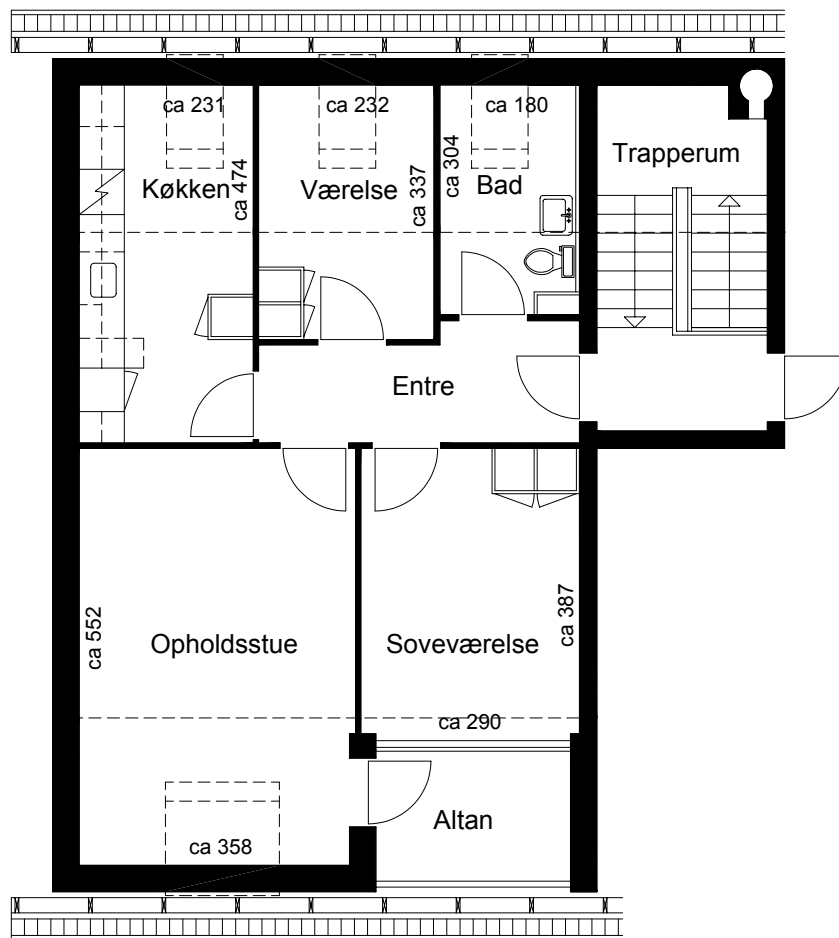 ca 231
ca 232
ca 180
Køkken
ca 474
Værelse
ca 337
ca 304
Bad
Trapperum
Entre
ca 552
Opholdsstue
Soveværelse
ca 387
ca 290
Altan
ca 358